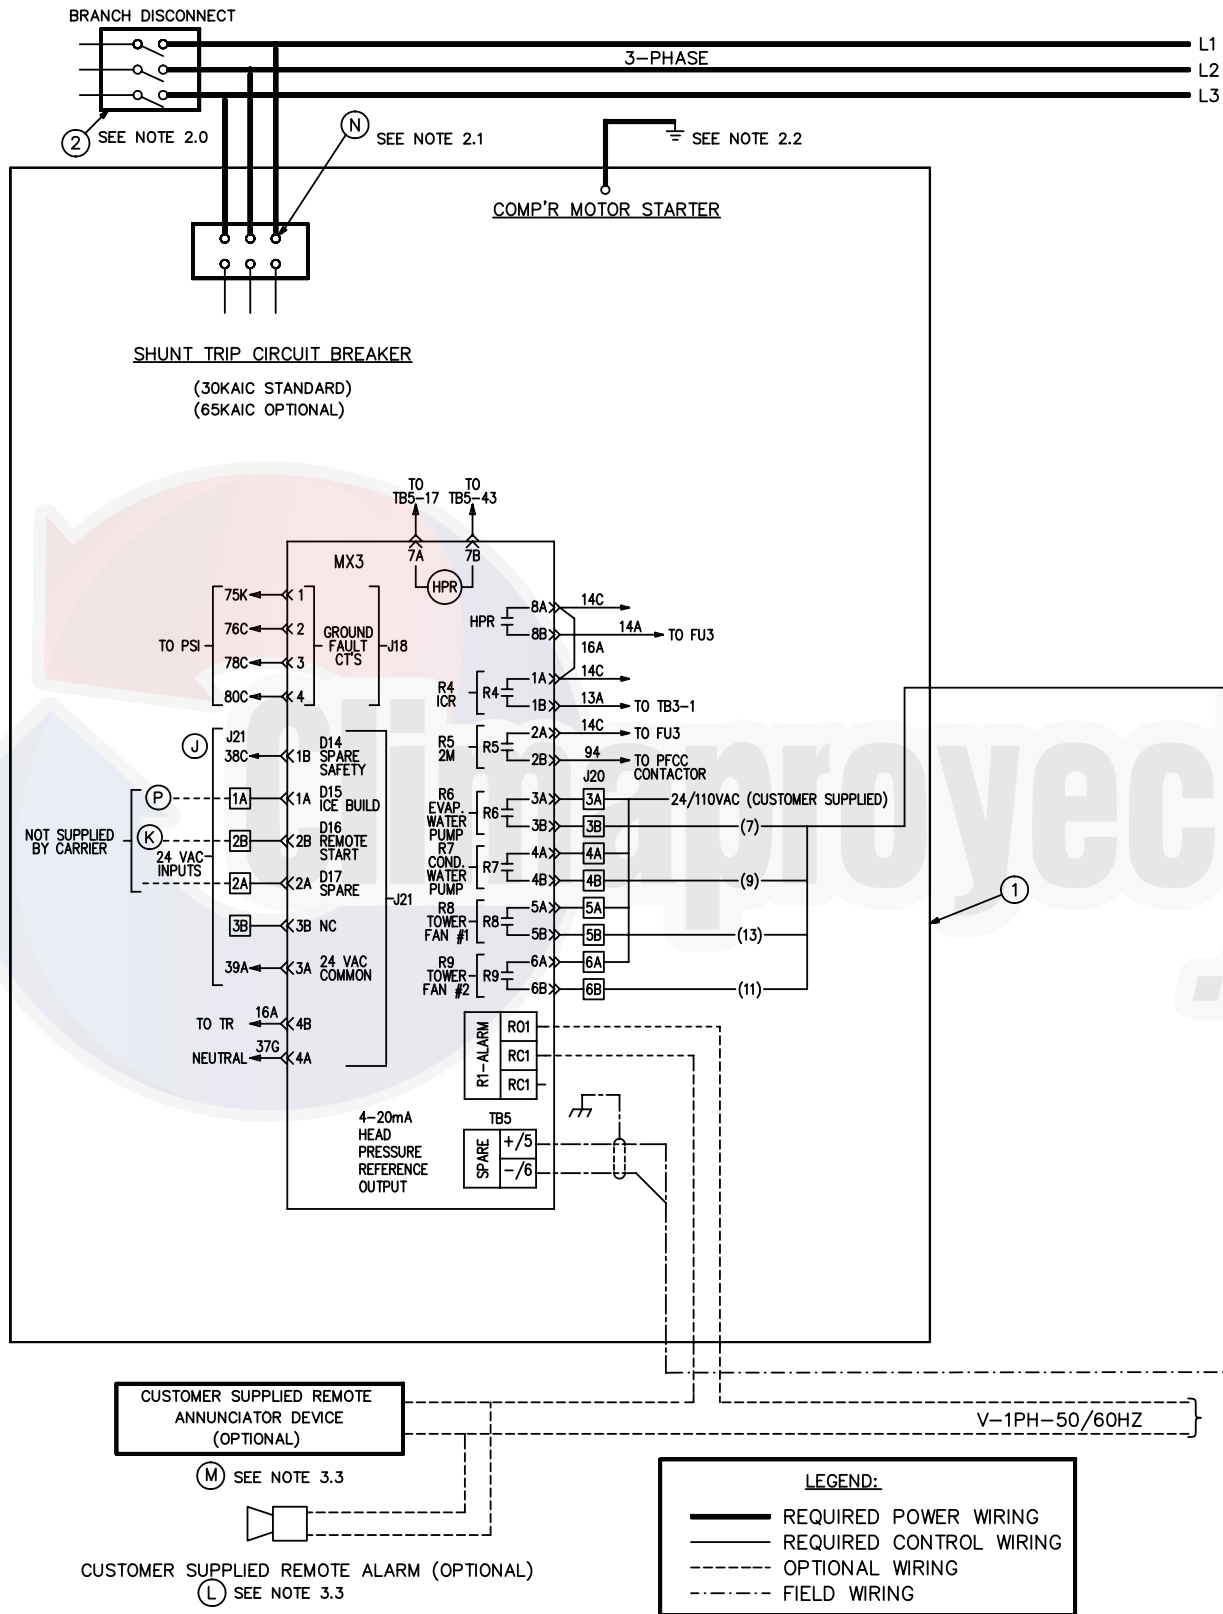 BRANCH DISCONNECT
3-PHASE
L1
L2
L3
2 SEE NOTE 2.0
N SEE NOTE 2.1
SEE NOTE 2.2
COMP'R MOTOR STARTER
SHUNT TRIP CIRCUIT BREAKER
(30KAIC STANDARD)
(65KAIC OPTIONAL)
TO TB5-17
TO TB5-43
7A
7B
MX3
HPR
TO PSI
75K 1
76C 2
78C 3
80C 4
GROUND
FAULT
CT'S
J18
HPR
8A 14C
8B 14A TO FU3
16A
R4
ICR
R4
1A 14C
1B 13A TO TB3-1
R5
2M
R5
2A 14C TO FU3
2B 94 TO PFCC
CONTACTOR
J20
J
J21
38C 1B D14
SPARE
SAFETY
P 1A 1A D15
ICE BUILD
NOT SUPPLIED
BY CARRIER
K 2B 2B D16
REMOTE
START
24 VAC
INPUTS
2A 2A D17
SPARE
3B 3B NC
39A 3A 24 VAC
COMMON
J21
TO TR 16A 4B
NEUTRAL 37G 4A
R6
EVAP.
WATER
PUMP
R6
3A 3A 24/110VAC (CUSTOMER SUPPLIED)
3B 3B (7)
R7
COND.
WATER
PUMP
R7
4A 4A
4B 4B (9)
R8
TOWER
FAN #1
R8
5A 5A
5B 5B (13)
R9
TOWER
FAN #2
R9
6A 6A
6B 6B (11)
1
R1-ALARM
RO1
RC1
RC1
4-20mA
HEAD
PRESSURE
REFERENCE
OUTPUT
TB5
SPARE
+/5
-/6
Climaproyec
CUSTOMER SUPPLIED REMOTE
ANNUNCIATOR DEVICE
(OPTIONAL)
M SEE NOTE 3.3
V-1PH-50/60HZ
CUSTOMER SUPPLIED REMOTE ALARM (OPTIONAL)
L SEE NOTE 3.3
LEGEND:
REQUIRED POWER WIRING
REQUIRED CONTROL WIRING
OPTIONAL WIRING
FIELD WIRING